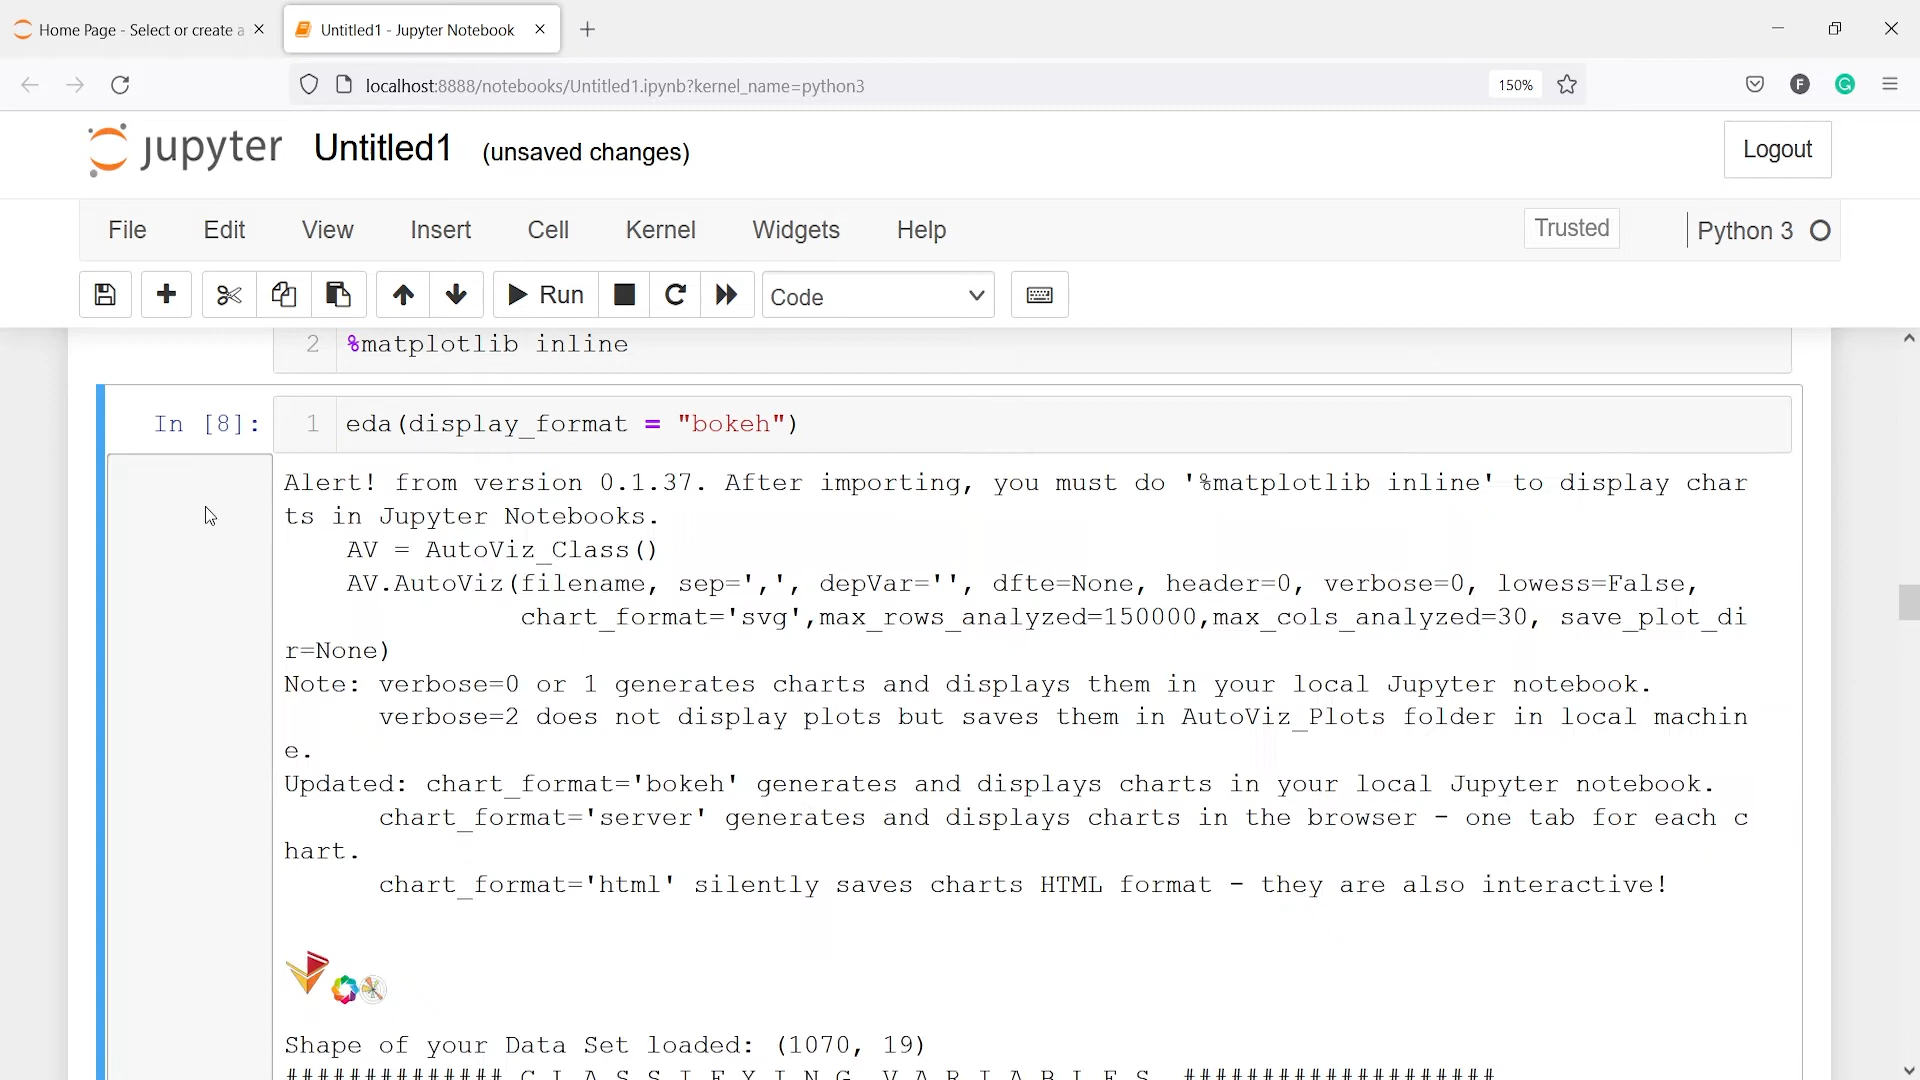 Home Page - Select or create a
Untitled1 - Jupyter Notebook
localhost:8888/notebooks/Untitled1.ipynb?kernel_name=python3
150%
F
G
jupyter Untitled1 (unsaved changes)
Logout
File Edit View Insert Cell Kernel Widgets Help
Trusted
Python 3
Run
Code
2 %matplotlib inline
In [8]: 1 eda(display_format = "bokeh")
Alert! from version 0.1.37. After importing, you must do '%matplotlib inline' to display char
ts in Jupyter Notebooks.
AV = AutoViz_Class()
AV.AutoViz(filename, sep=',', depVar='', dfte=None, header=0, verbose=0, lowess=False,
chart_format='svg',max_rows_analyzed=150000,max_cols_analyzed=30, save_plot_di
r=None)
Note: verbose=0 or 1 generates charts and displays them in your local Jupyter notebook.
verbose=2 does not display plots but saves them in AutoViz_Plots folder in local machin
e.
Updated: chart_format='bokeh' generates and displays charts in your local Jupyter notebook.
chart_format='server' generates and displays charts in the browser - one tab for each c
hart.
chart_format='html' silently saves charts HTML format - they are also interactive!
Shape of your Data Set loaded: (1070, 19)
############## C L A S S I F Y I N G  V A R I A B L E S  ####################